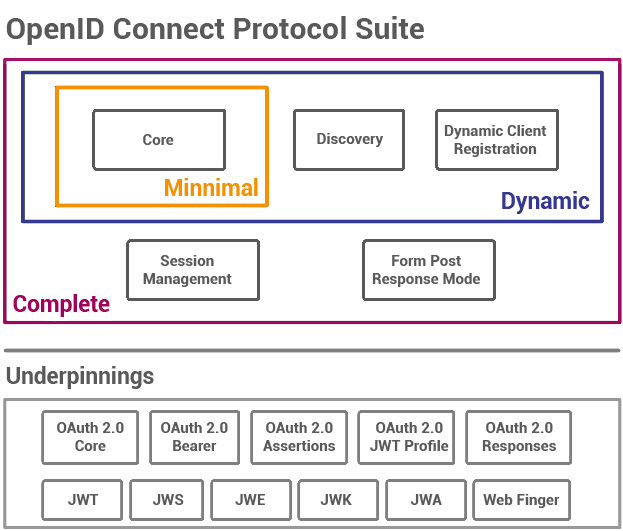 OpenID Connect Protocol Suite
Core
Minnimal
Discovery
Dynamic Client
Registration
Dynamic
Session
Management
Form Post
Response Mode
Complete
Underpinnings
OAuth 2.0
Core
OAuth 2.0
Bearer
OAuth 2.0
Assertions
OAuth 2.0
JWT Profile
OAuth 2.0
Responses
JWT
JWS
JWE
JWK
JWA
Web Finger